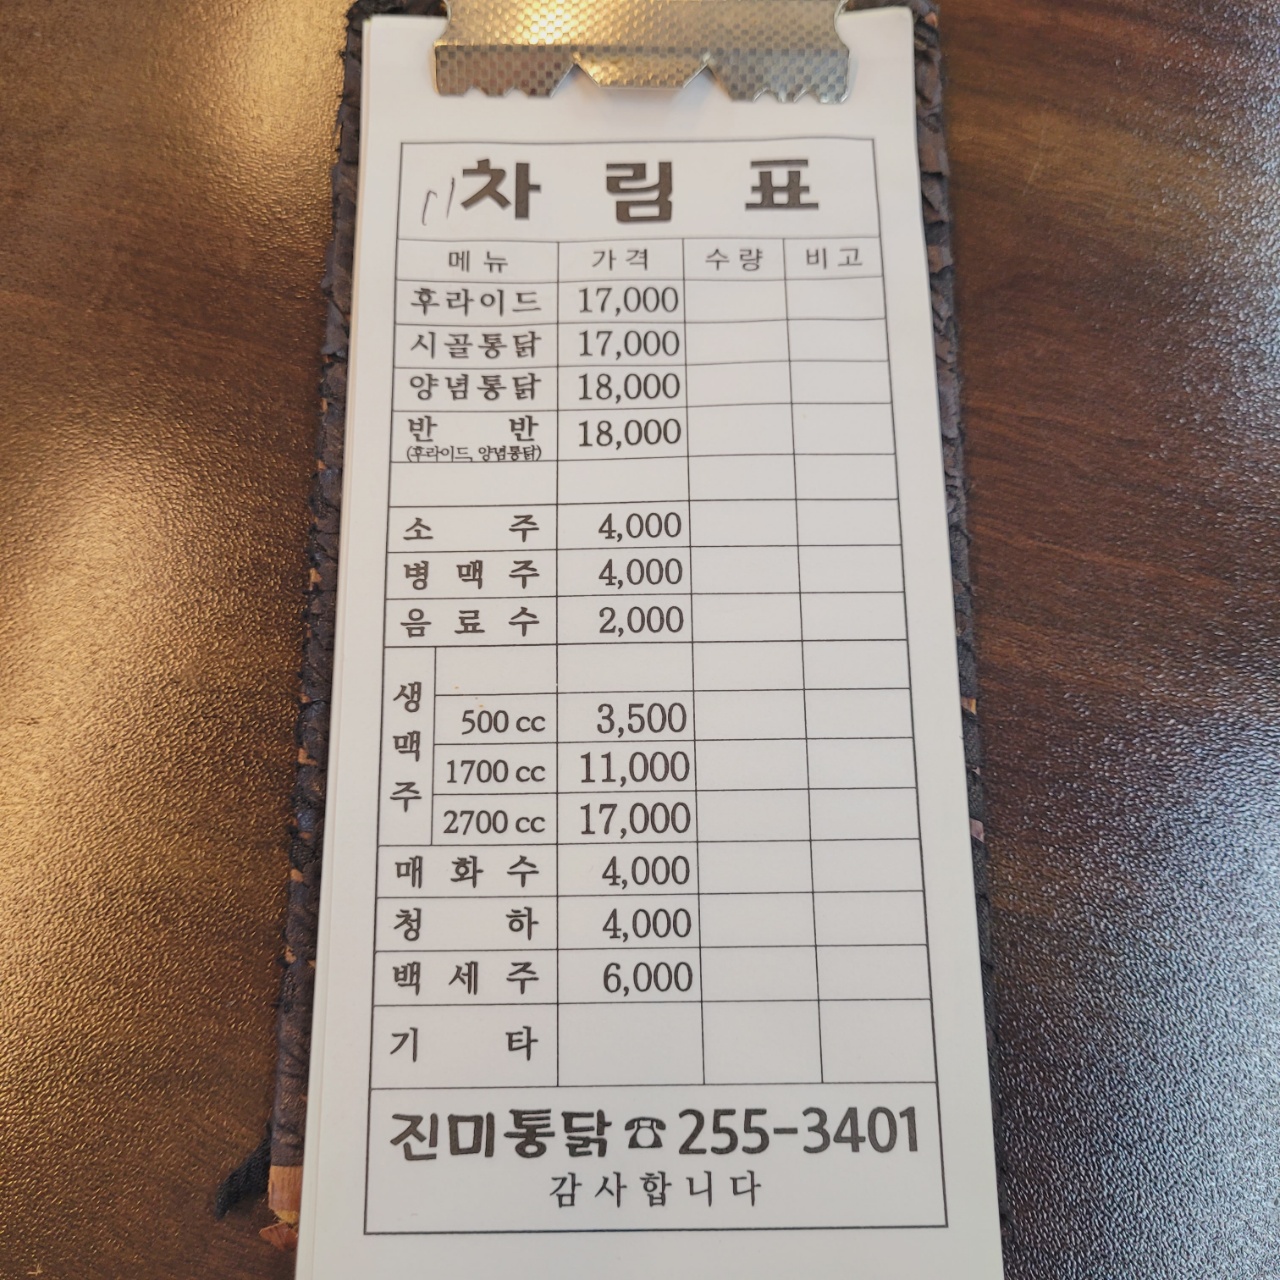 11 차림표
메뉴 가격 수량 비고
후라이드 17,000
시골통닭 17,000
양념통닭 18,000
반반 18,000
(후라이드, 양념통닭)
소주 4,000
병맥주 4,000
음료수 2,000
생맥주
500 cc 3,500
1700 cc 11,000
2700 cc 17,000
매화수 4,000
청하 4,000
백세주 6,000
기타
진미통닭 ☎ 255-3401
감사합니다